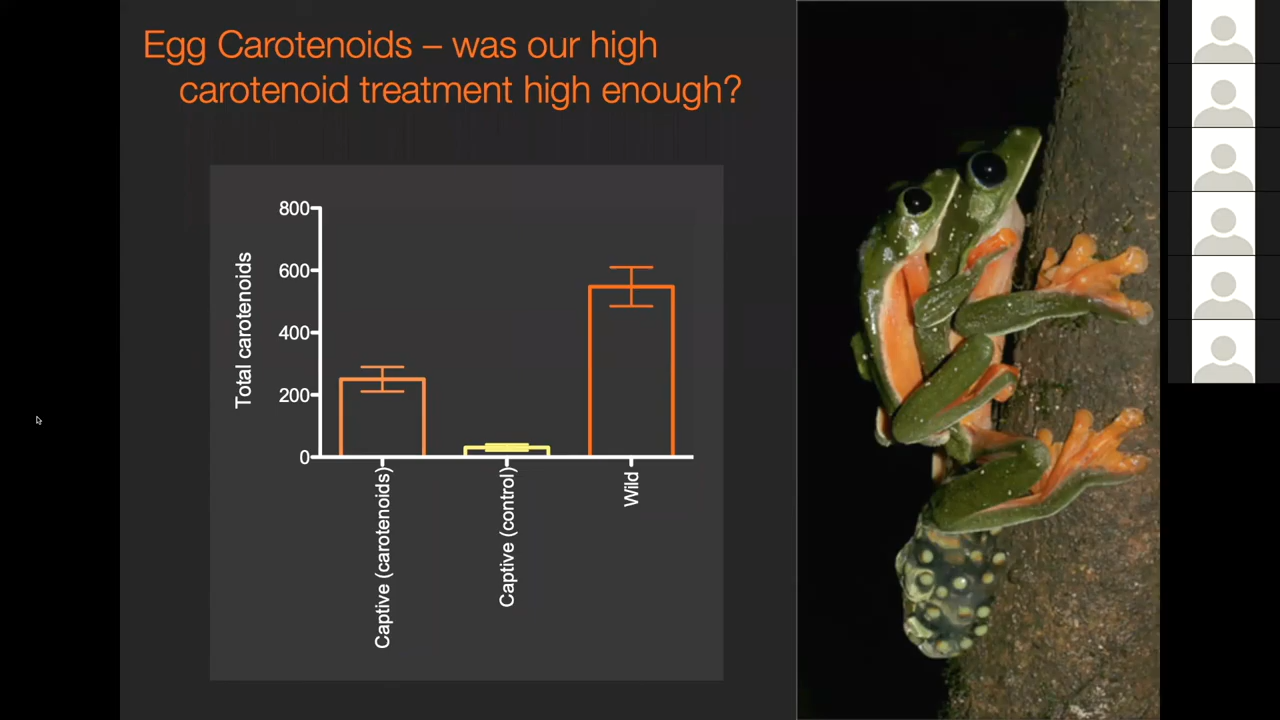 Egg Carotenoids – was our high
carotenoid treatment high enough?
Total carotenoids
800
600
400
200
0
Captive (carotenoids)
Captive (control)
Wild